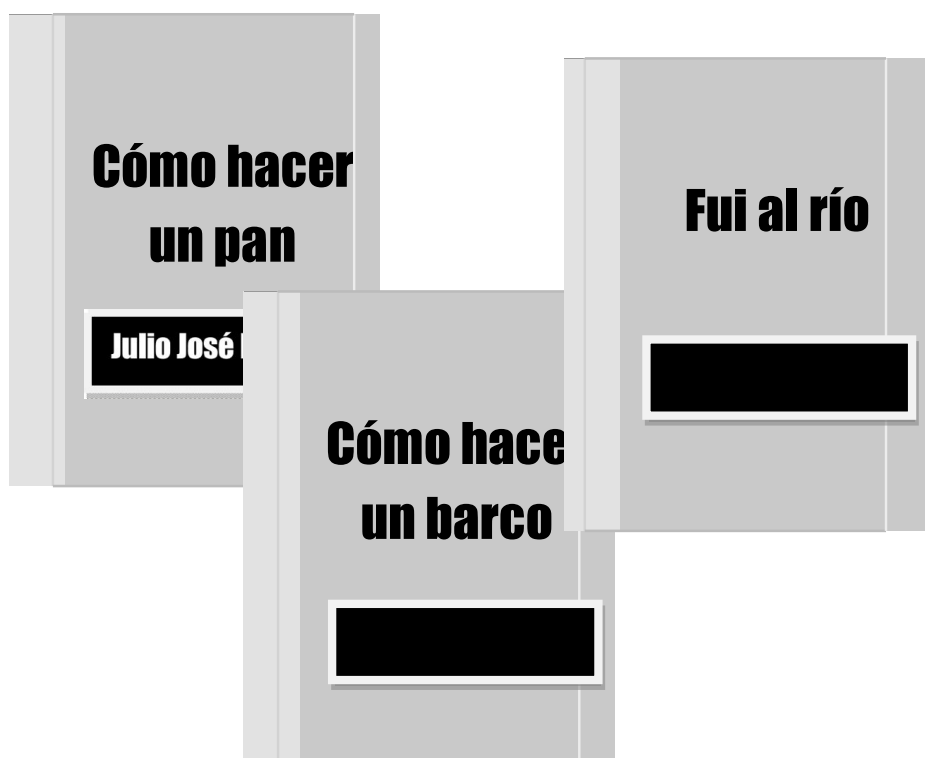 Cómo hacer
un pan
Julio José
Cómo hace
un barco
Fui al río